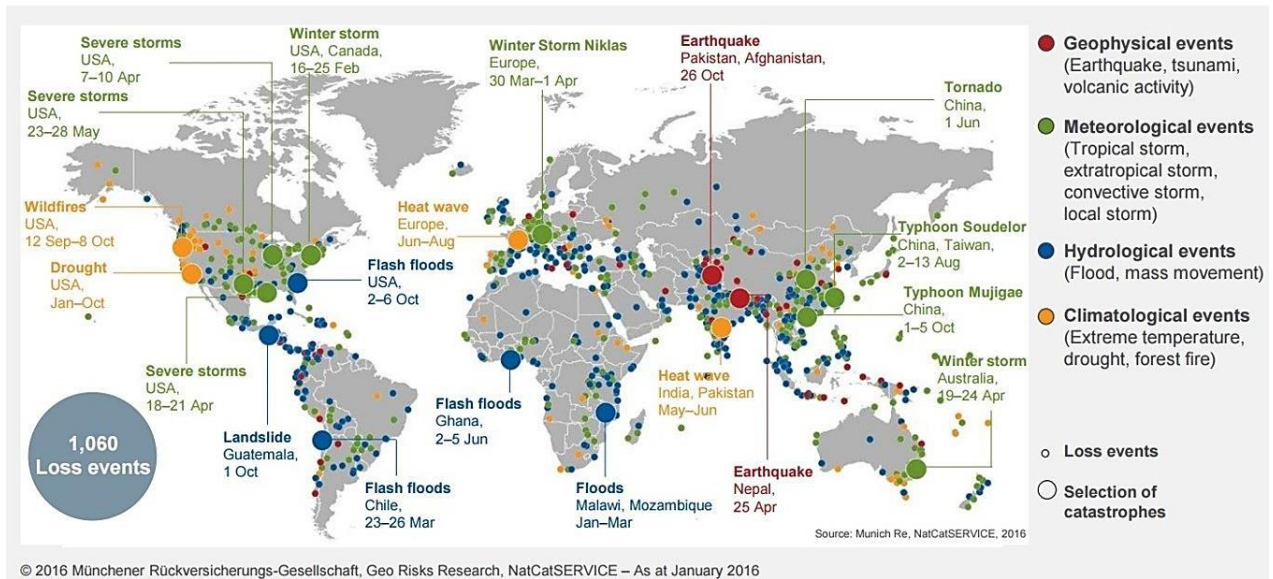 Severe storms
USA,
7–10 Apr
Winter storm
USA, Canada,
16–25 Feb
Winter Storm Niklas
Europe,
30 Mar–1 Apr
Earthquake
Pakistan, Afghanistan,
26 Oct
Tornado
China,
1 Jun
Severe storms
USA,
23–28 May
Wildfires
USA,
12 Sep–8 Oct
Drought
USA,
Jan–Oct
Heat wave
Europe,
Jun–Aug
Flash floods
USA,
2–6 Oct
Typhoon Soudelor
China, Taiwan,
2–13 Aug
Typhoon Mujigae
China,
1–5 Oct
Severe storms
USA,
18–21 Apr
Heat wave
India, Pakistan
May–Jun
Winter storm
Australia,
19–24 Apr
1,060
Loss events
Landslide
Guatemala,
1 Oct
Flash floods
Ghana,
2–5 Jun
Flash floods
Chile,
23–26 Mar
Floods
Malawi, Mozambique
Jan–Mar
Earthquake
Nepal,
25 Apr
Source: Munich Re, NatCatSERVICE, 2016
Geophysical events
(Earthquake, tsunami,
volcanic activity)
Meteorological events
(Tropical storm,
extratropical storm,
convective storm,
local storm)
Hydrological events
(Flood, mass movement)
Climatological events
(Extreme temperature,
drought, forest fire)
Loss events
Selection of
catastrophes
© 2016 Münchener Rückversicherungs-Gesellschaft, Geo Risks Research, NatCatSERVICE – As at January 2016